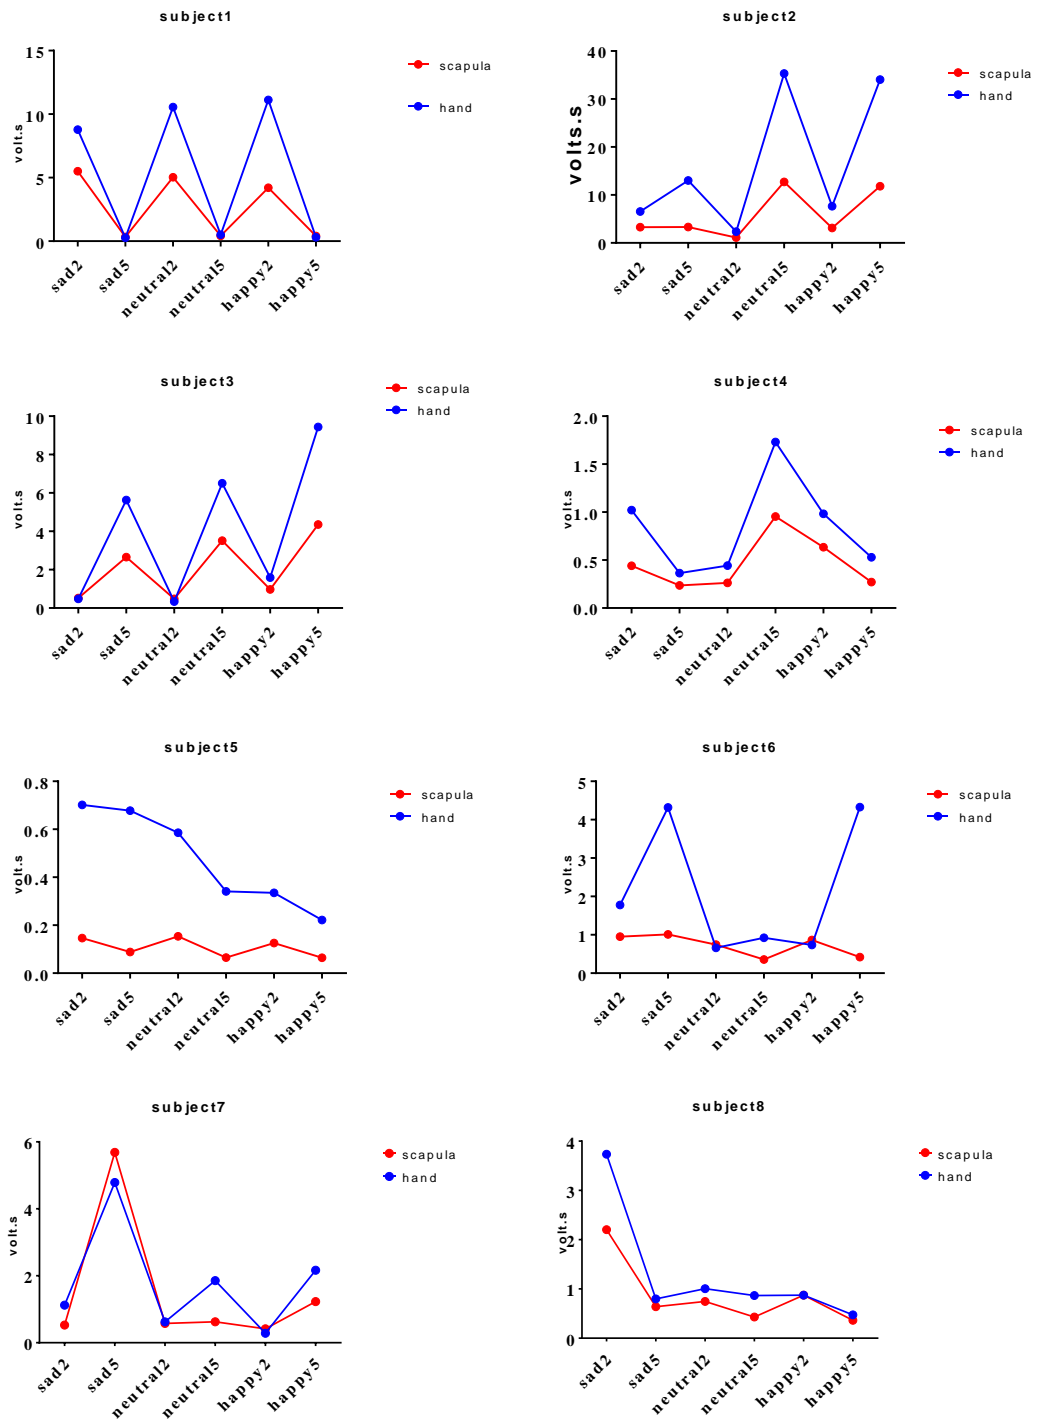 subject1
15
10
5
0
volt.s
scapula
hand
sad2
sad5
neutral2
neutral5
happy2
happy5
subject2
40
30
20
10
0
volts.s
scapula
hand
sad2
sad5
neutral2
neutral5
happy2
happy5
subject3
10
8
6
4
2
0
volt.s
scapula
hand
sad2
sad5
neutral2
neutral5
happy2
happy5
subject4
2.0
1.5
1.0
0.5
0.0
volt.s
scapula
hand
sad2
sad5
neutral2
neutral5
happy2
happy5
subject5
0.8
0.6
0.4
0.2
0.0
volt.s
scapula
hand
sad2
sad5
neutral2
neutral5
happy2
happy5
subject6
5
4
3
2
1
0
volt.s
scapula
hand
sad2
sad5
neutral2
neutral5
happy2
happy5
subject7
6
4
2
0
volt.s
scapula
hand
sad2
sad5
neutral2
neutral5
happy2
happy5
subject8
4
3
2
1
0
volt.s
scapula
hand
sad2
sad5
neutral2
neutral5
happy2
happy5